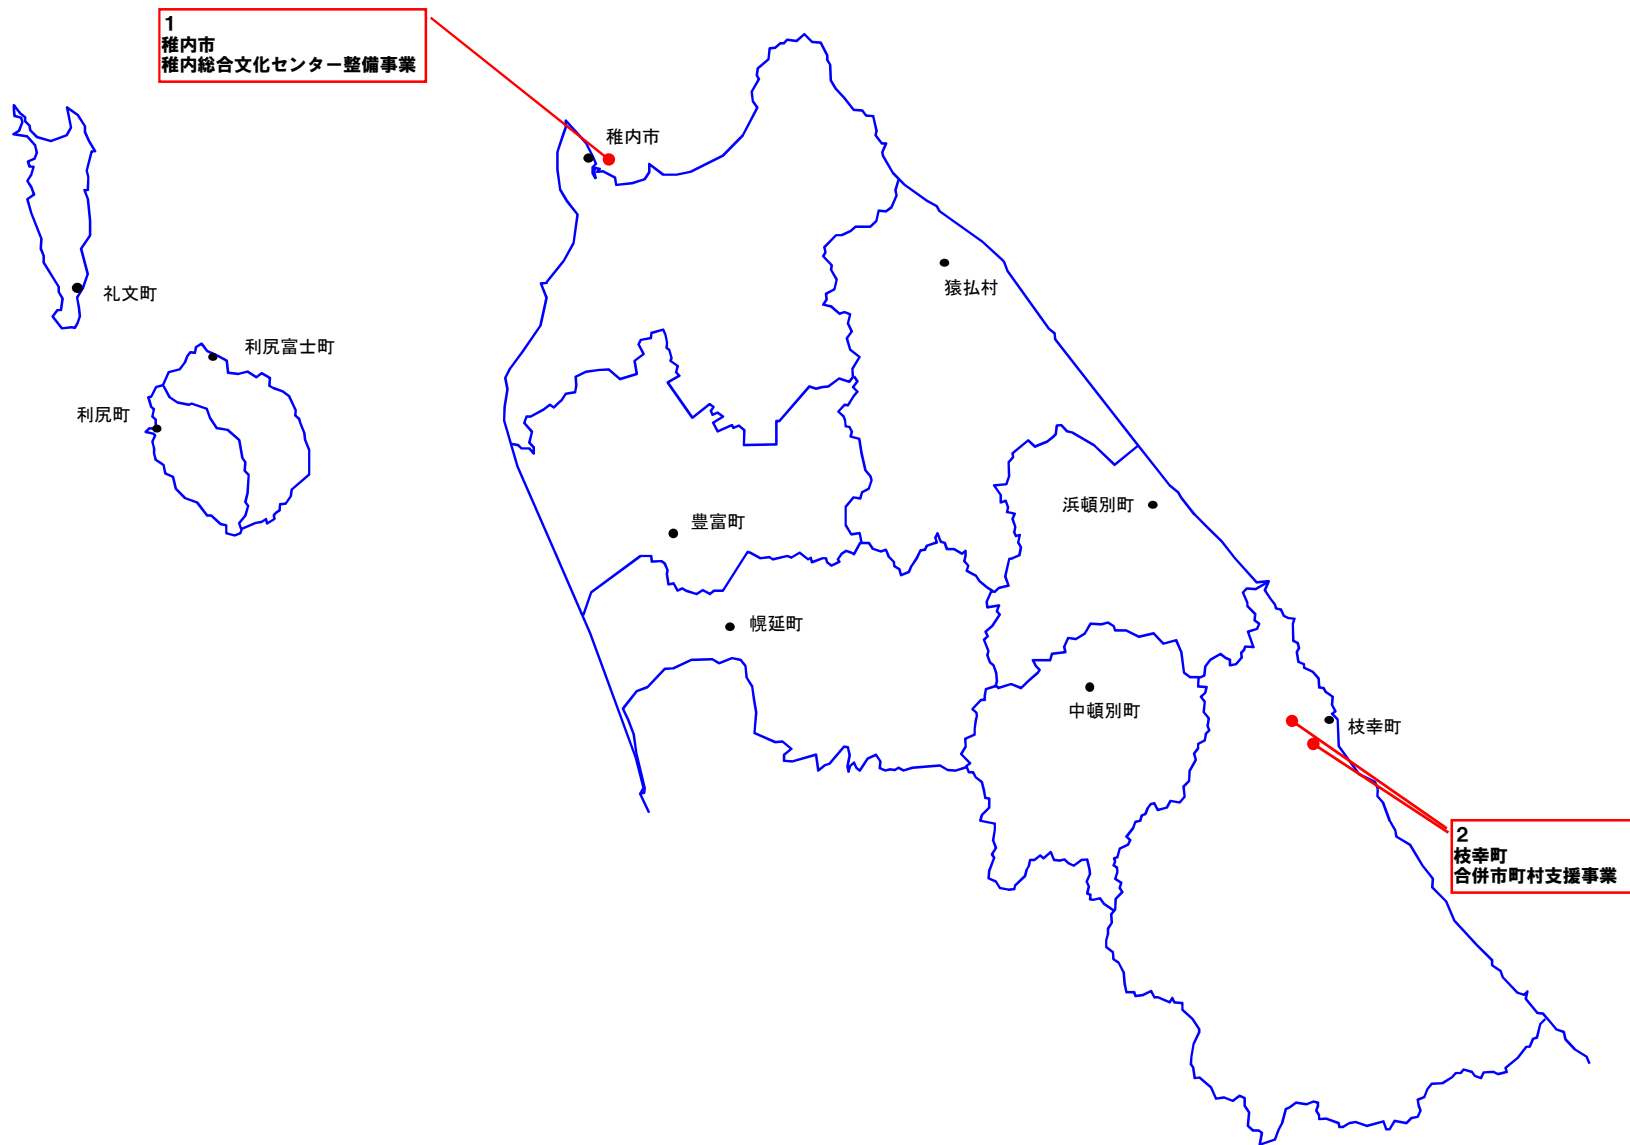 1
稚内市
稚内総合文化センター整備事業
稚内市
猿払村
礼文町
利尻富士町
利尻町
浜頓別町
豊富町
幌延町
中頓別町
枝幸町
2
枝幸町
合併市町村支援事業